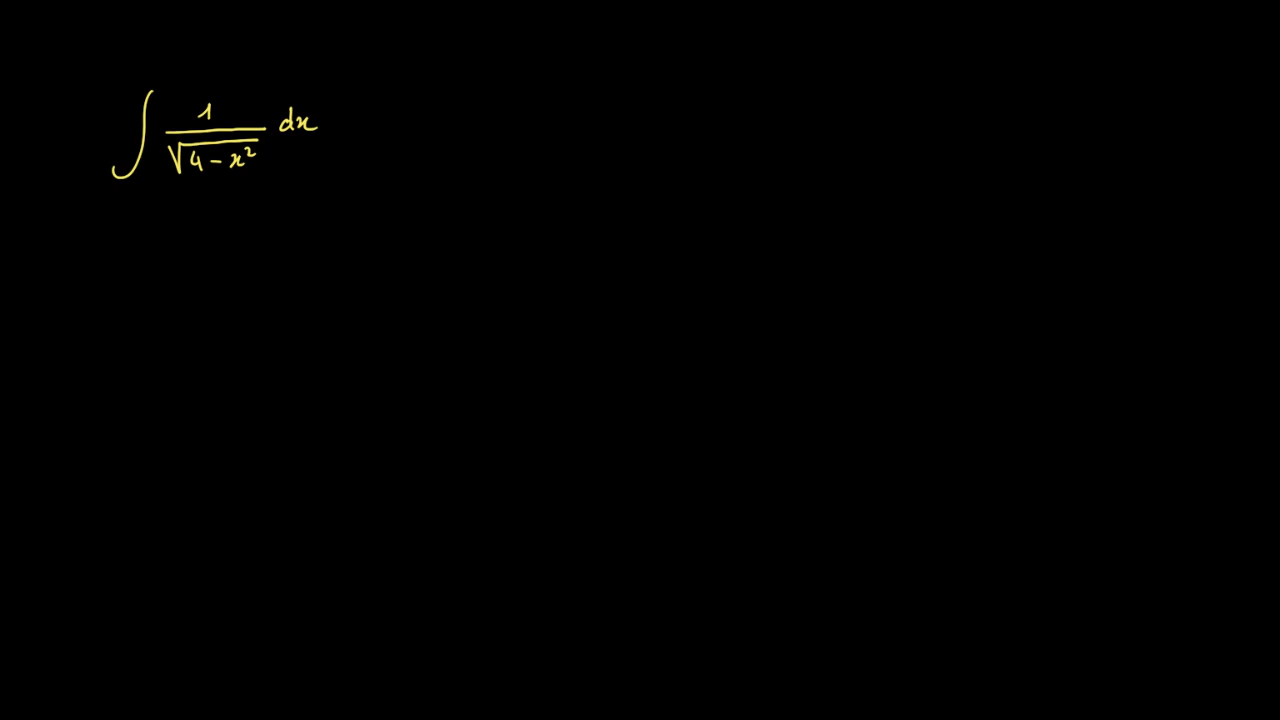 ∫ 1/√(4-x²) dx